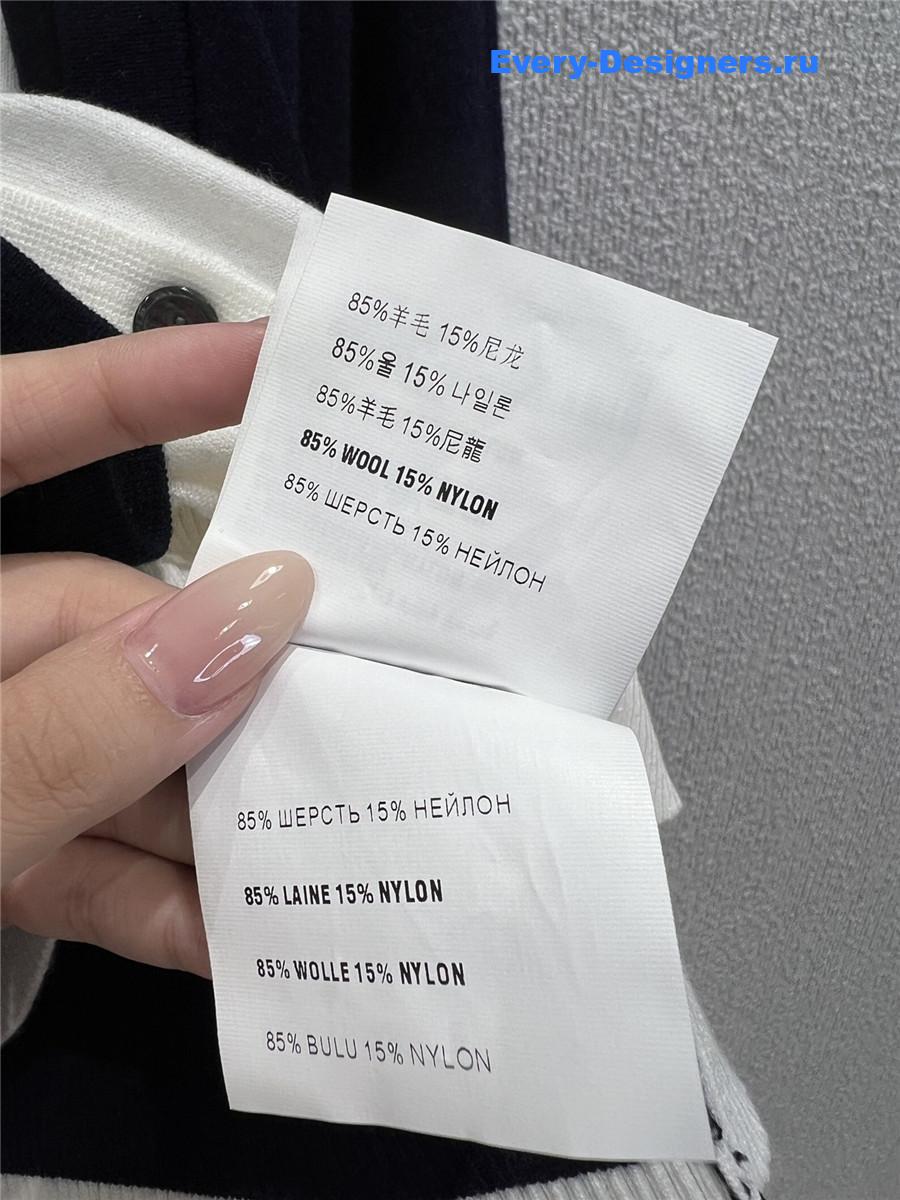 Every-Designers.ru
85%羊毛 15%尼龙
85%울 15% 나일론
85%羊毛 15%尼龍
85% WOOL 15% NYLON
85% ШЕРСТЬ 15% НЕЙЛОН
85% ШЕРСТЬ 15% НЕЙЛОН
85% LAINE 15% NYLON
85% WOLLE 15% NYLON
85% BULU 15% NYLON